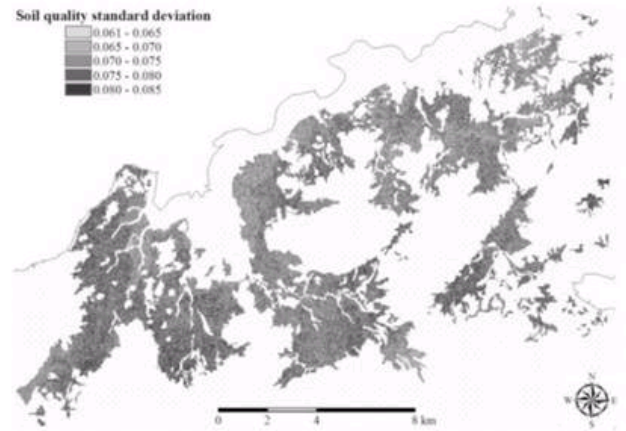 Soil quality standard deviation
0.061 - 0.065
0.065 - 0.070
0.070 - 0.075
0.075 - 0.080
0.080 - 0.085
N
W E
S
0 2 4 8 km